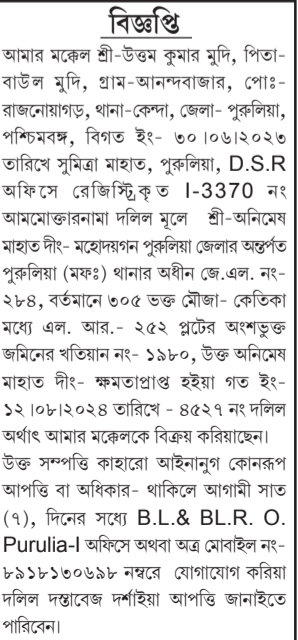 বিজ্ঞপ্তি
আমার মক্কেল শ্রী-উত্তম কুমার মুদি, পিতা-
বাউল মুদি, গ্রাম-আনন্দবাজার, পোঃ-
রাজনোয়াগড়, থানা-কেন্দা, জেলা- পুরুলিয়া,
পশ্চিমবঙ্গ, বিগত ইং- ৩০।০৬।২০২৩
তারিখে সুমিত্রা মাহাত, পুরুলিয়া, D.S.R
অফিসে রেজিস্ট্রিকৃত I-3370 নং
আমমোক্তারনামা দলিল মূলে শ্রী-অনিমেষ
মাহাত দীং- মহোদয়গন পুরুলিয়া জেলার অন্তর্পত
পুরুলিয়া (মফঃ) থানার অধীন জে.এল. নং-
২৮৪, বর্তমানে ৩০৫ ভক্ত মৌজা- কেতিকা
মধ্যে এল. আর.- ২৫২ প্লটের অংশভুক্ত
জমিনের খতিয়ান নং- ১৯৮০, উক্ত অনিমেষ
মাহাত দীং- ক্ষমতাপ্রাপ্ত হইয়া গত ইং-
১২।০৮।২০২৪ তারিখে - ৪৫২৭ নং দলিল
অর্থাৎ আমার মক্কেলকে বিক্রয় করিয়াছেন।
উক্ত সম্পত্তি কাহারো আইনানুগ কোনরূপ
আপত্তি বা অধিকার- থাকিলে আগামী সাত
(৭), দিনের সধ্যে B.L.& BL.R. O.
Purulia-I অফিসে অথবা অত্র মোবাইল নং-
৮৯১৮১৩০৬৯৮ নম্বরে যোগাযোগ করিয়া
দলিল দস্তাবেজ দর্শাইয়া আপত্তি জানাইতে
পারিবেন।